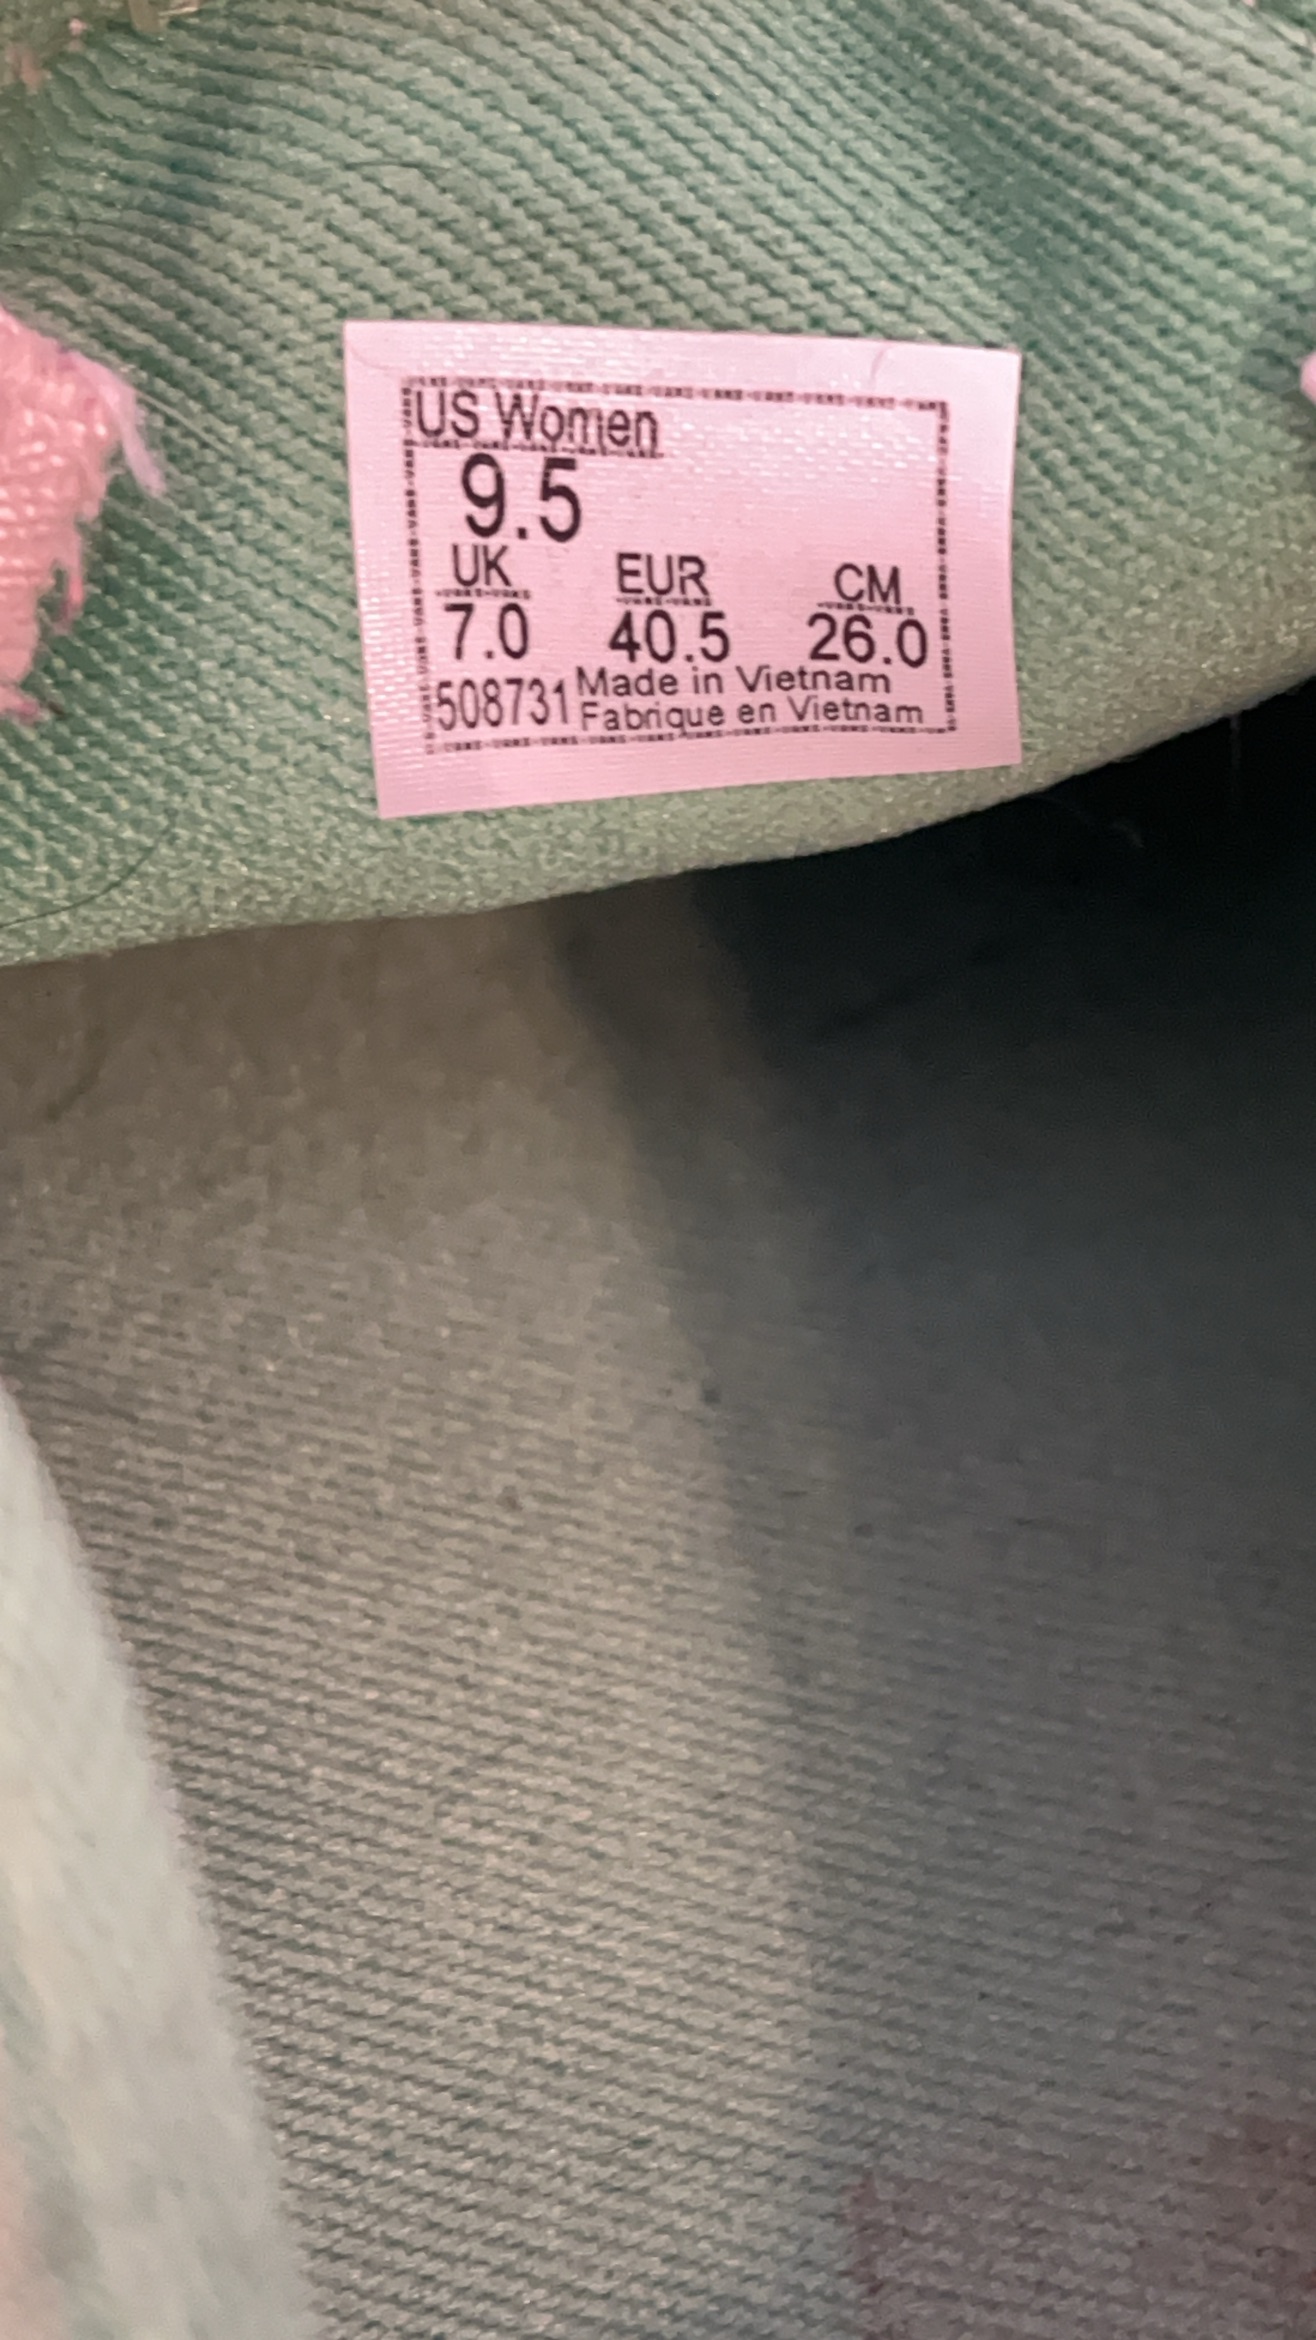 US Women
9.5
UK EUR CM
7.0 40.5 26.0
508731 Made in Vietnam
Fabrique en Vietnam